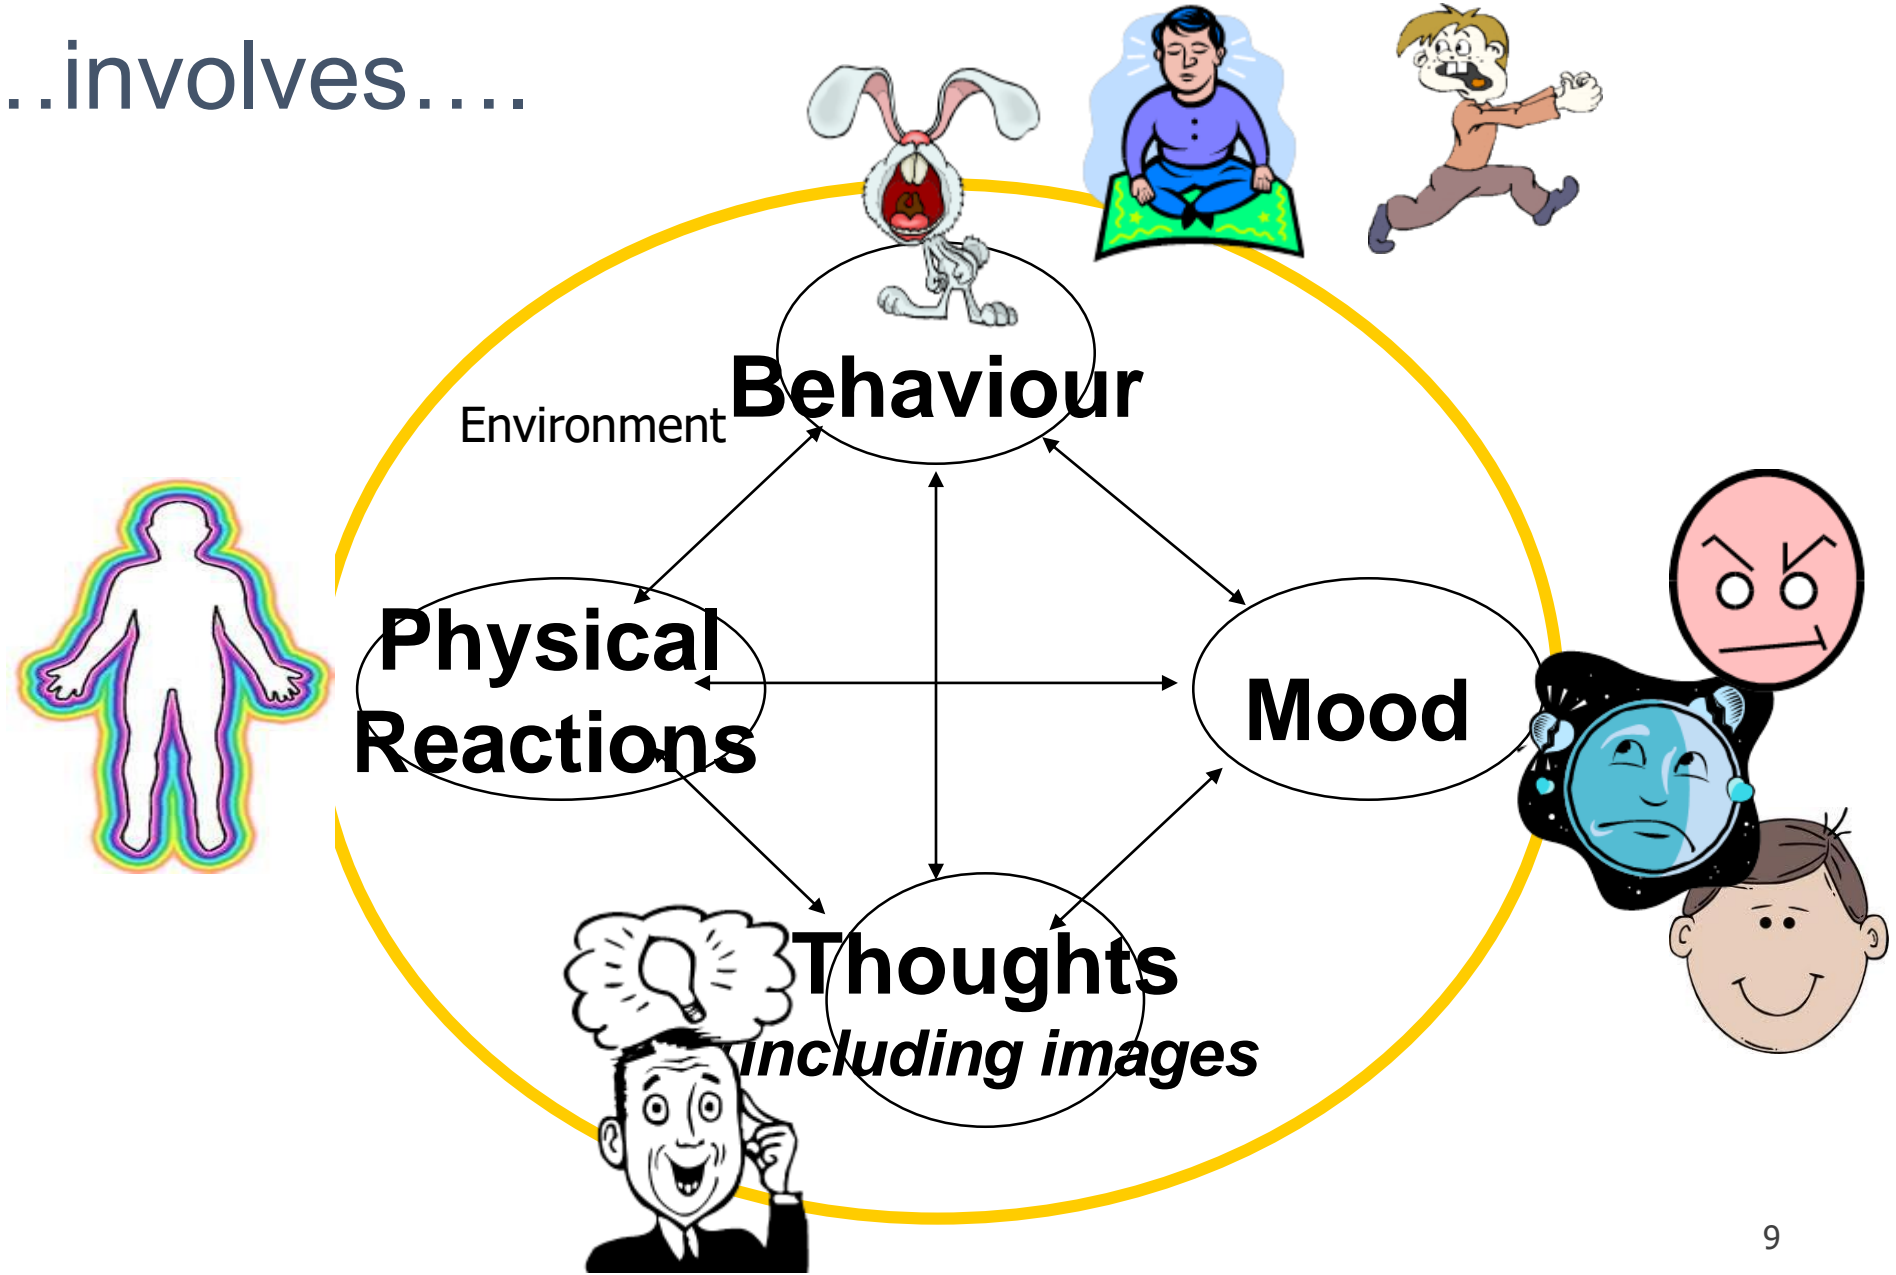 ..involves....
Behaviour
Environment
Physical
Reactions
Mood
Thoughts
including images
9